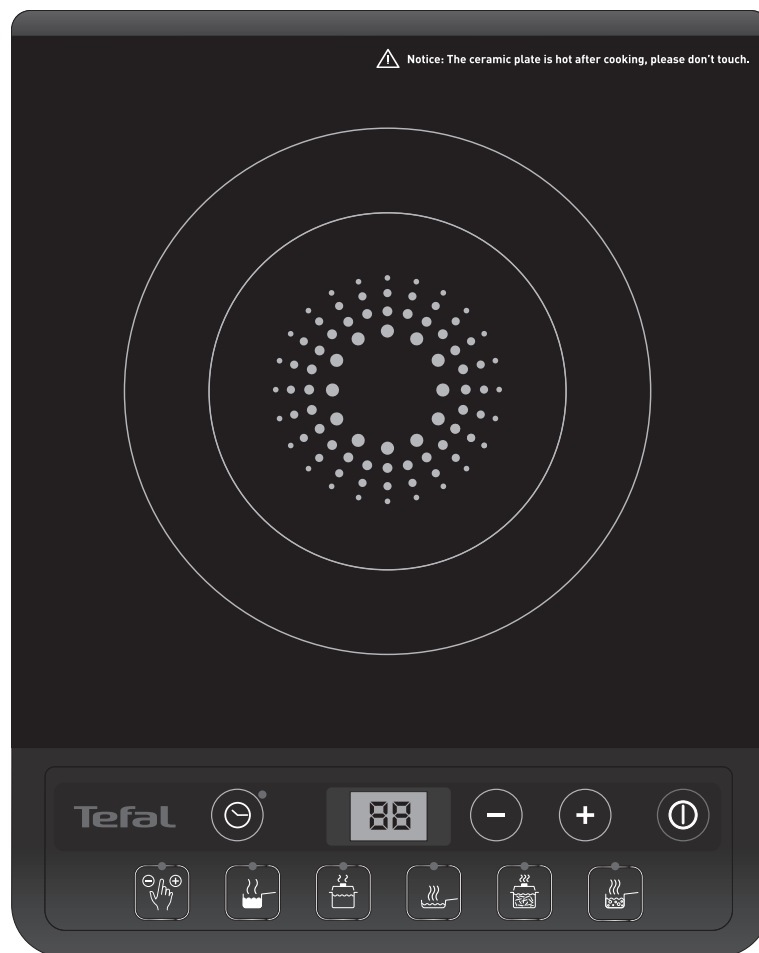 Notice: The ceramic plate is hot after cooking, please don't touch.
Tefal 88 − +